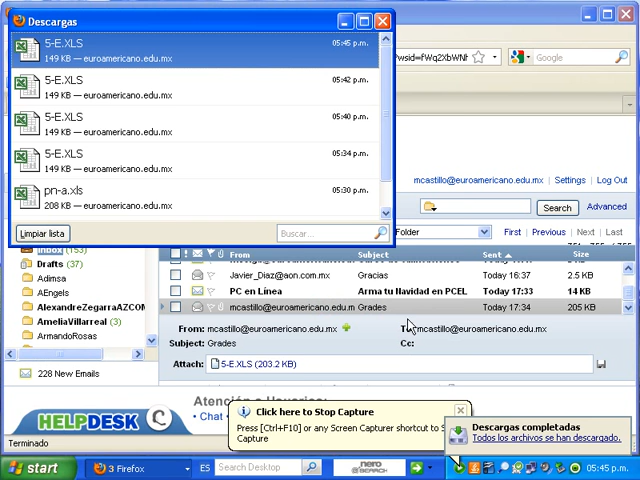 Descargas
5-E.XLS
05:45 p.m.
149 KB — euroamericano.edu.mx
5-E.XLS
05:42 p.m.
149 KB — euroamericano.edu.mx
5-E.XLS
05:40 p.m.
149 KB — euroamericano.edu.mx
5-E.XLS
05:34 p.m.
149 KB — euroamericano.edu.mx
pn-a.xls
05:30 p.m.
208 KB — euroamericano.edu.mx
Limpiar lista
Buscar...
Google
mcastillo@euroamericano.edu.mx | Settings | Log Out
Search
Advanced
Folder
First | Previous | Next | Last
Inbox (153)
Drafts (37)
Adimsa
AEngels
AlexandreZegarraAZCOM
AmeliaVillarreal (3)
ArmandoRosas
228 New Emails
From Subject Sent Size
Javier_Diaz@aon.com.mx Gracias Today 16:37 2.5 KB
PC en Línea Arma tu Navidad en PCEL Today 17:33 14 KB
mcastillo@euroamericano.edu.m Grades Today 17:34 205 KB
From: mcastillo@euroamericano.edu.mx
mcastillo@euroamericano.edu.mx
Subject: Grades
Cc:
Attach: 5-E.XLS (203.2 KB)
HELPDESK
Chat
Click here to Stop Capture
Press [Ctrl+F10] or any Screen Capturer shortcut to
Capture
Descargas completadas
Todos los archivos se han descargado.
Terminado
start
3 Firefox
ES
Search Desktop
nero
SEARCH
05:45 p.m.